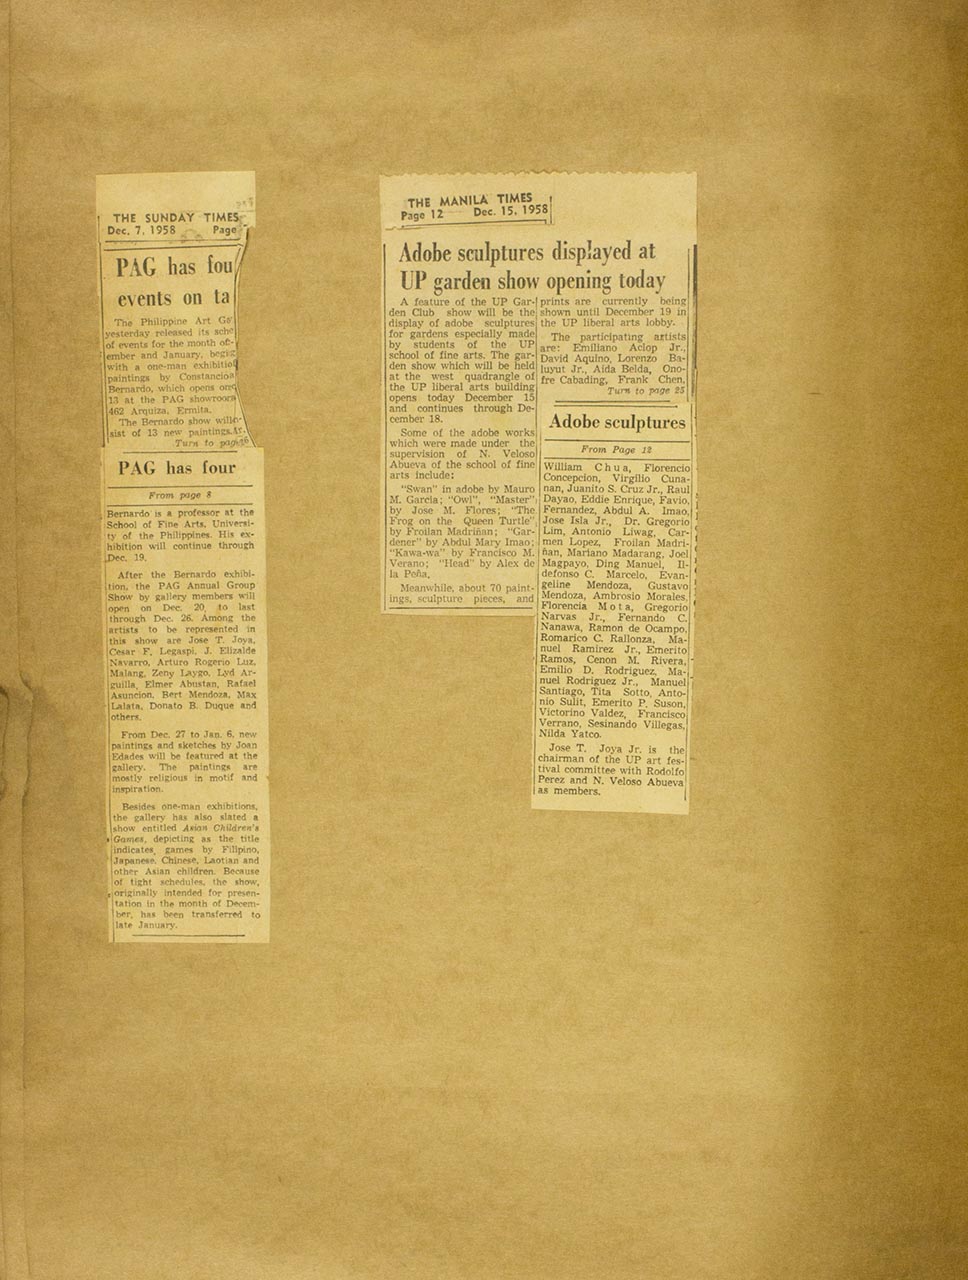 THE SUNDAY TIMES
Dec. 7, 1958 Page
PAG has fou
events on ta
The Philippine Art Ga
yesterday released its sche
of events for the month of
ember and January, begin
with a one-man exhibitio
paintings by Constancio
Bernardo, which opens on
13 at the PAG showroom
462 Arquiza, Ermita.
The Bernardo show will
sist of 13 new paintings.
Turn to page
PAG has four
From page 8
Bernardo is a professor at the
School of Fine Arts, Universi-
ty of the Philippines. His ex-
hibition will continue through
Dec. 19.
After the Bernardo exhibi-
tion, the PAG Annual Group
Show by gallery members will
open on Dec. 20, to last
through Dec. 26. Among the
artists to be represented in
this show are Jose T. Joya,
Cesar F. Legaspi, J. Elizalde
Navarro, Arturo Rogerio Luz,
Malang, Zeny Laygo, Lyd Ar-
guilla, Elmer Abustan, Rafael
Asuncion, Bert Mendoza, Max
Lalata, Donato B. Duque and
others.
From Dec. 27 to Jan. 6, new
paintings and sketches by Joan
Edades will be featured at the
gallery. The paintings are
mostly religious in motif and
inspiration.
Besides one-man exhibitions,
the gallery has also slated a
show entitled Asian Children's
Games, depicting as the title
indicates, games by Filipino,
Japanese, Chinese, Laotian and
other Asian children. Because
of tight schedules, the show,
originally intended for presen-
tation in the month of Decem-
ber, has been transferred to
late January.
THE MANILA TIMES
Page 12 Dec. 15, 1958
Adobe sculptures displayed at
UP garden show opening today
A feature of the UP Gar-
den Club show will be the
display of adobe sculptures
for gardens especially made
by students of the UP
school of fine arts. The gar-
den show which will be held
at the west quadrangle of
the UP liberal arts building
opens today December 15
and continues through De-
cember 18.
Some of the adobe works
which were made under the
supervision of N. Veloso
Abueva of the school of fine
arts include:
"Swan" in adobe by Mauro
M. Garcia; "Owl", "Master"
by Jose M. Flores; "The
Frog on the Queen Turtle"
by Froilan Madriñan; "Gar-
dener" by Abdul Mary Imao;
"Kawa-wa" by Francisco M.
Verano; "Head" by Alex de
la Peña.
Meanwhile, about 70 paint-
ings, sculpture pieces, and
prints are currently being
shown until December 19 in
the UP liberal arts lobby.
The participating artists
are: Emiliano Aclop Jr.,
David Aquino, Lorenzo Ba-
luyut Jr., Aida Belda, Ono-
fre Cabading, Frank Chen,
Turn to page 25
Adobe sculptures
From Page 12
William Chua, Florencio
Concepcion, Virgilio Cuna-
nan, Juanito S. Cruz Jr., Raul
Dayao, Eddie Enrique, Favio,
Fernandez, Abdul A. Imao,
Jose Isla Jr., Dr. Gregorio
Lim, Antonio Liwag, Car-
men Lopez, Froilan Madri-
ñan, Mariano Madarang, Joel
Magpayo, Ding Manuel, Il-
defonso C. Marcelo, Evan-
geline Mendoza, Gustavo
Mendoza, Ambrosio Morales,
Florencia Mota, Gregorio
Narvas Jr., Fernando C.
Nanawa, Ramon de Ocampo,
Romarico C. Rallonza, Ma-
nuel Ramirez Jr., Emerito
Ramos, Cenon M. Rivera,
Emilio D. Rodriguez, Ma-
nuel Rodriguez Jr., Manuel
Santiago, Tita Sotto, Anto-
nio Sulit, Emerito P. Suson,
Victorino Valdez, Francisco
Verrano, Sesinando Villegas,
Nilda Yatco.
Jose T. Joya Jr. is the
chairman of the UP art fes-
tival committee with Rodolfo
Perez and N. Veloso Abueva
as members.